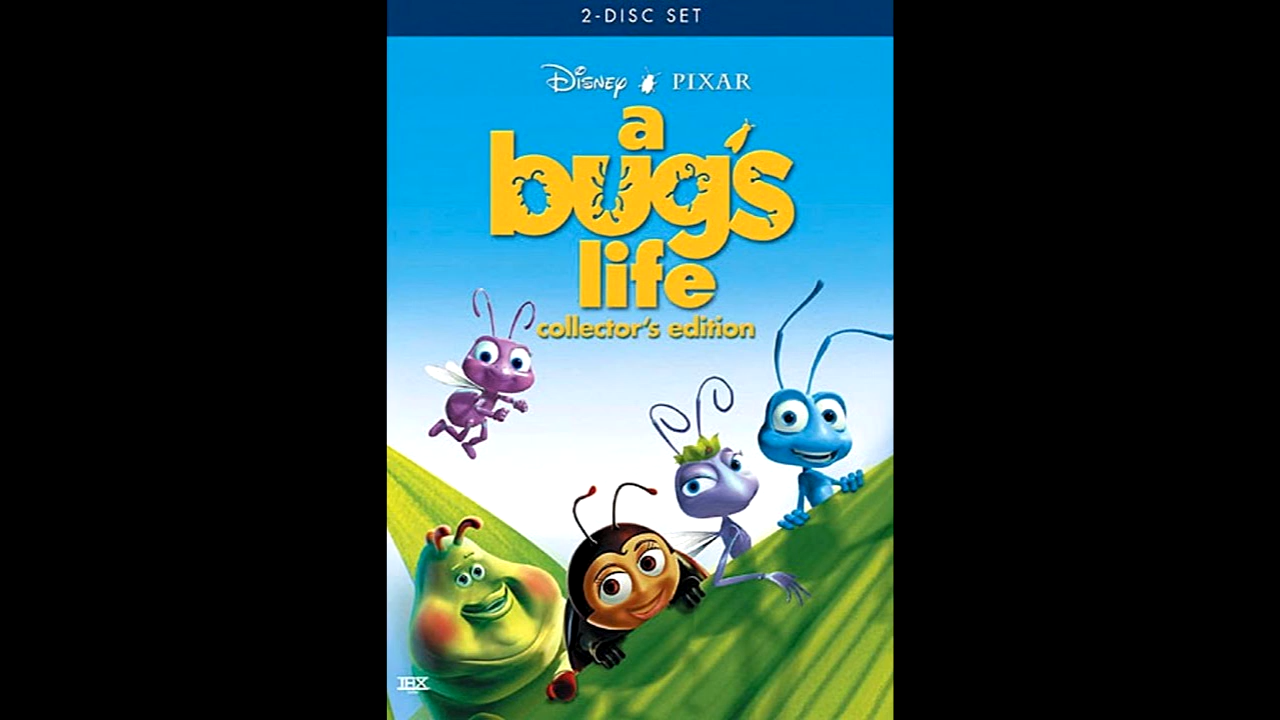 2-DISC SET
Disney PIXAR
a
bug's
life
collector's edition
THX